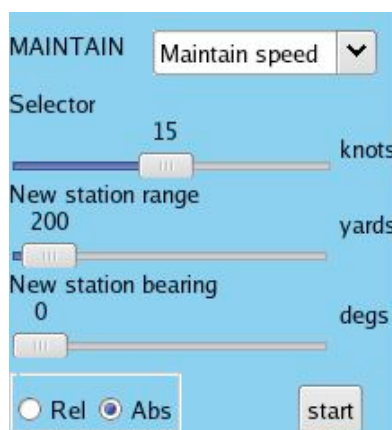 MAINTAIN Maintain speed
Selector
15
knots
New station range
200
yards
New station bearing
0
degs
Rel Abs start